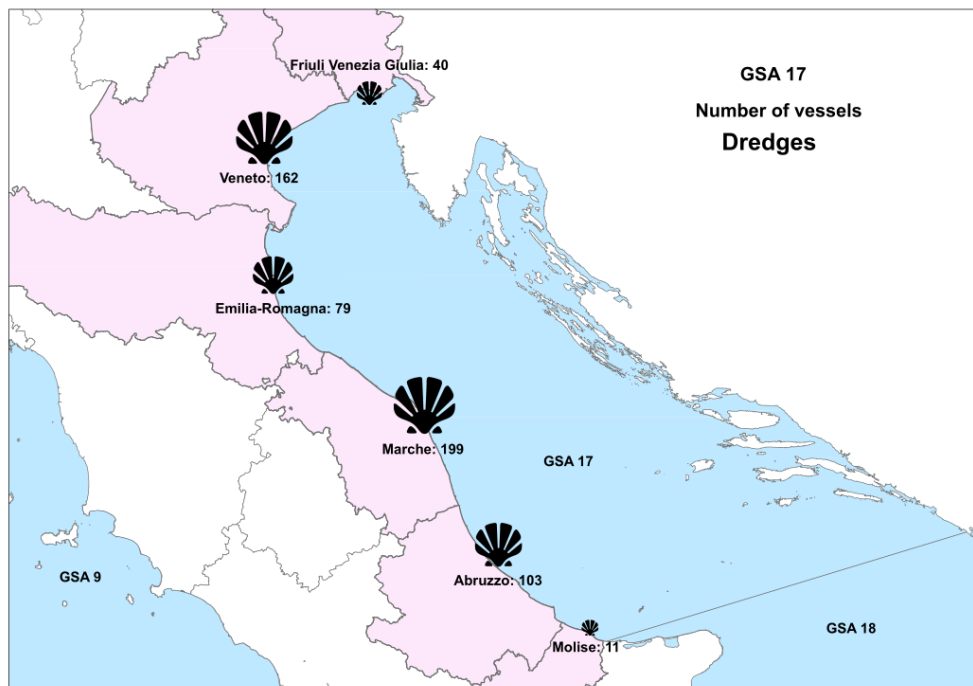 GSA 17
Number of vessels
Dredges
Friuli Venezia Giulia: 40
Veneto: 162
Emilia-Romagna: 79
Marche: 199
GSA 17
Abruzzo: 103
GSA 9
GSA 18
Molise: 11